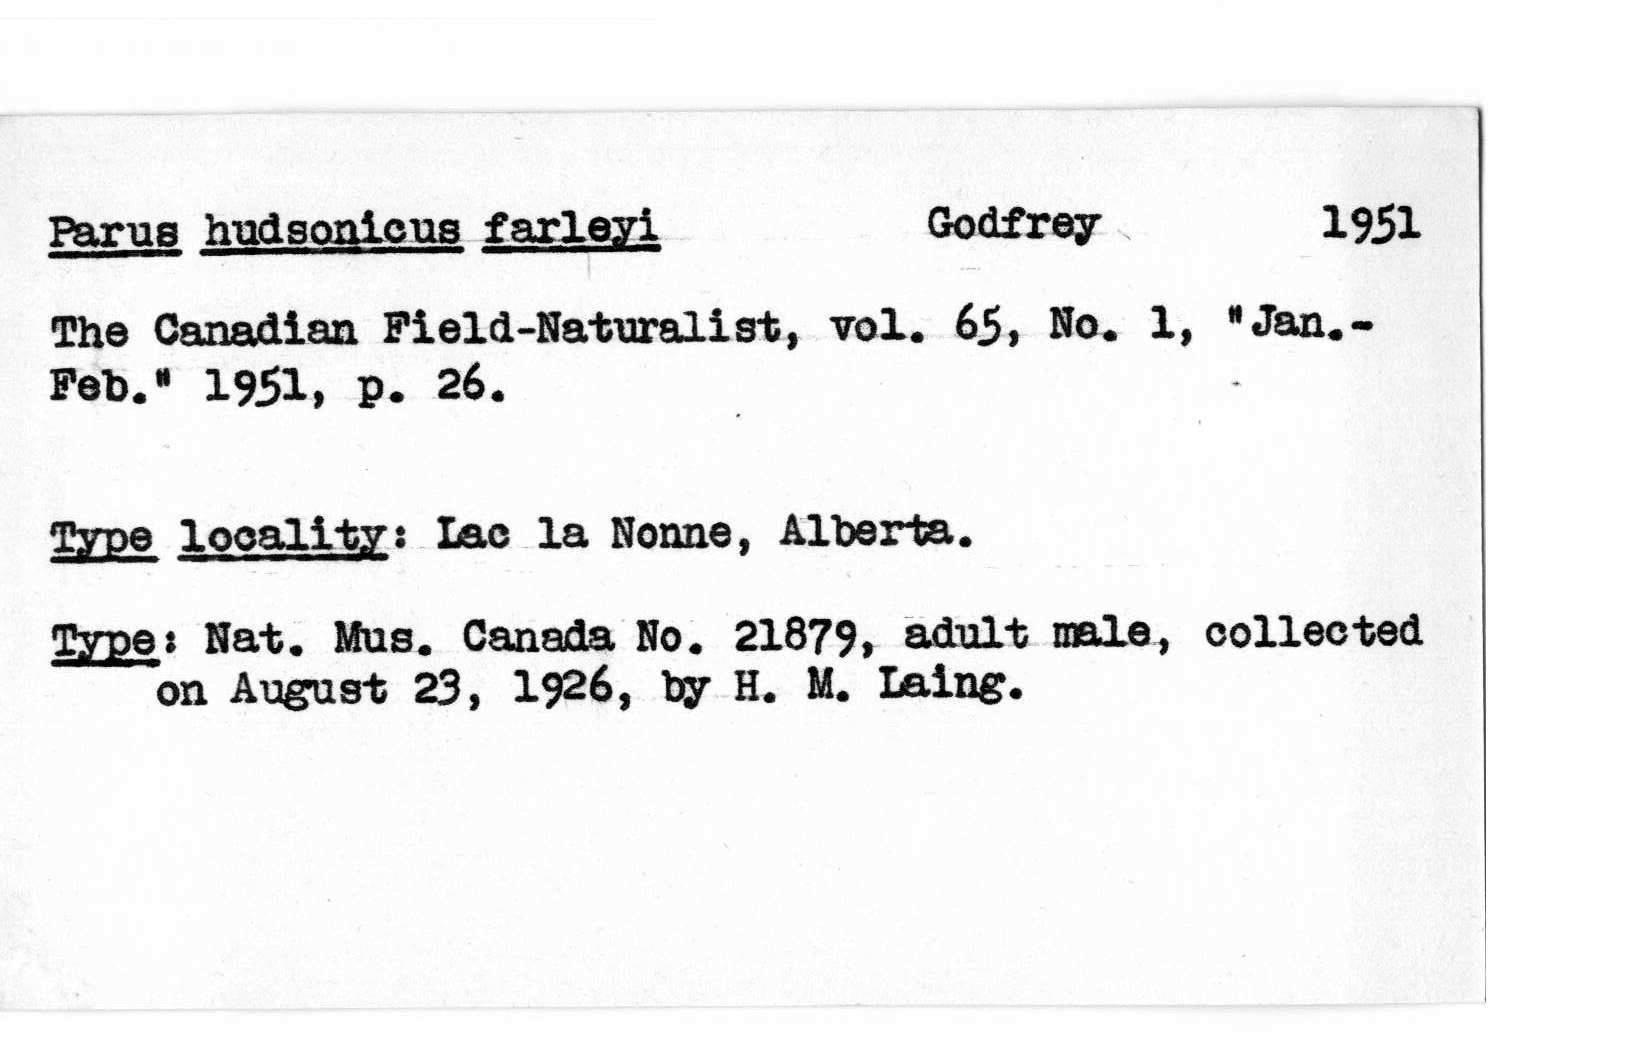 Parus hudsonicus farleyi Godfrey 1951
The Canadian Field-Naturalist, vol. 65, No. 1, "Jan.-
Feb." 1951, p. 26.
Type locality: Lac la Nonne, Alberta.
Type: Nat. Mus. Canada No. 21879, adult male, collected
on August 23, 1926, by H. M. Laing.